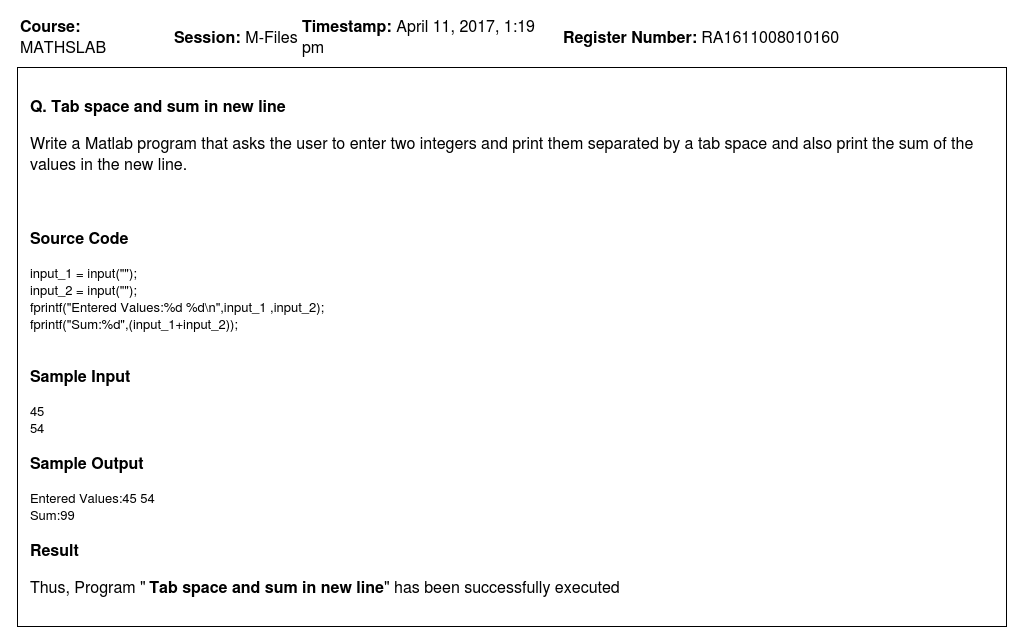 Course: MATHSLAB
Session: M-Files
Timestamp: April 11, 2017, 1:19 pm
Register Number: RA1611008010160
Q. Tab space and sum in new line
Write a Matlab program that asks the user to enter two integers and print them separated by a tab space and also print the sum of the
values in the new line.
Source Code
input_1 = input("");
input_2 = input("");
fprintf("Entered Values:%d %d\n",input_1 ,input_2);
fprintf("Sum:%d",(input_1+input_2));
Sample Input
45
54
Sample Output
Entered Values:45 54
Sum:99
Result
Thus, Program " Tab space and sum in new line" has been successfully executed